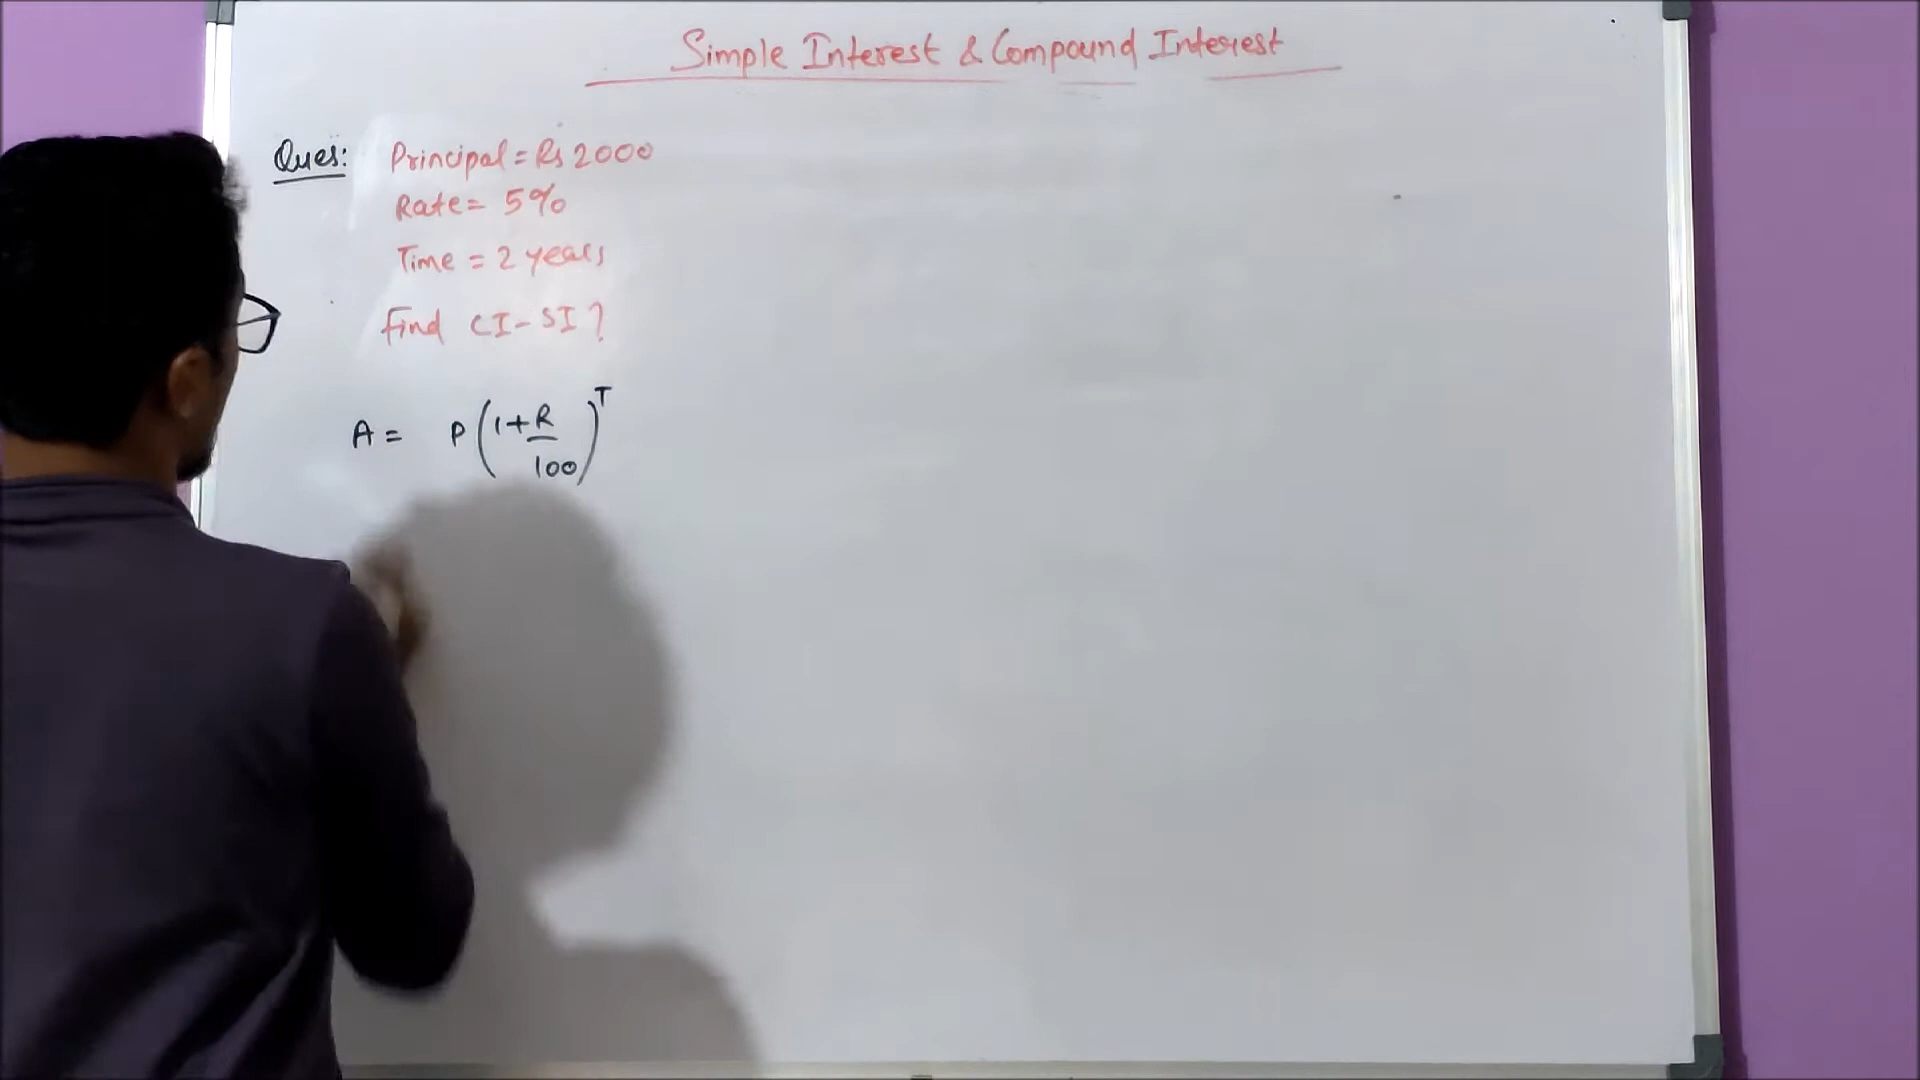 Simple Interest & Compound Interest
Ques: Principal = Rs 2000
Rate = 5%
Time = 2 years
Find CI - SI ?
A = P(1+R/100)^T